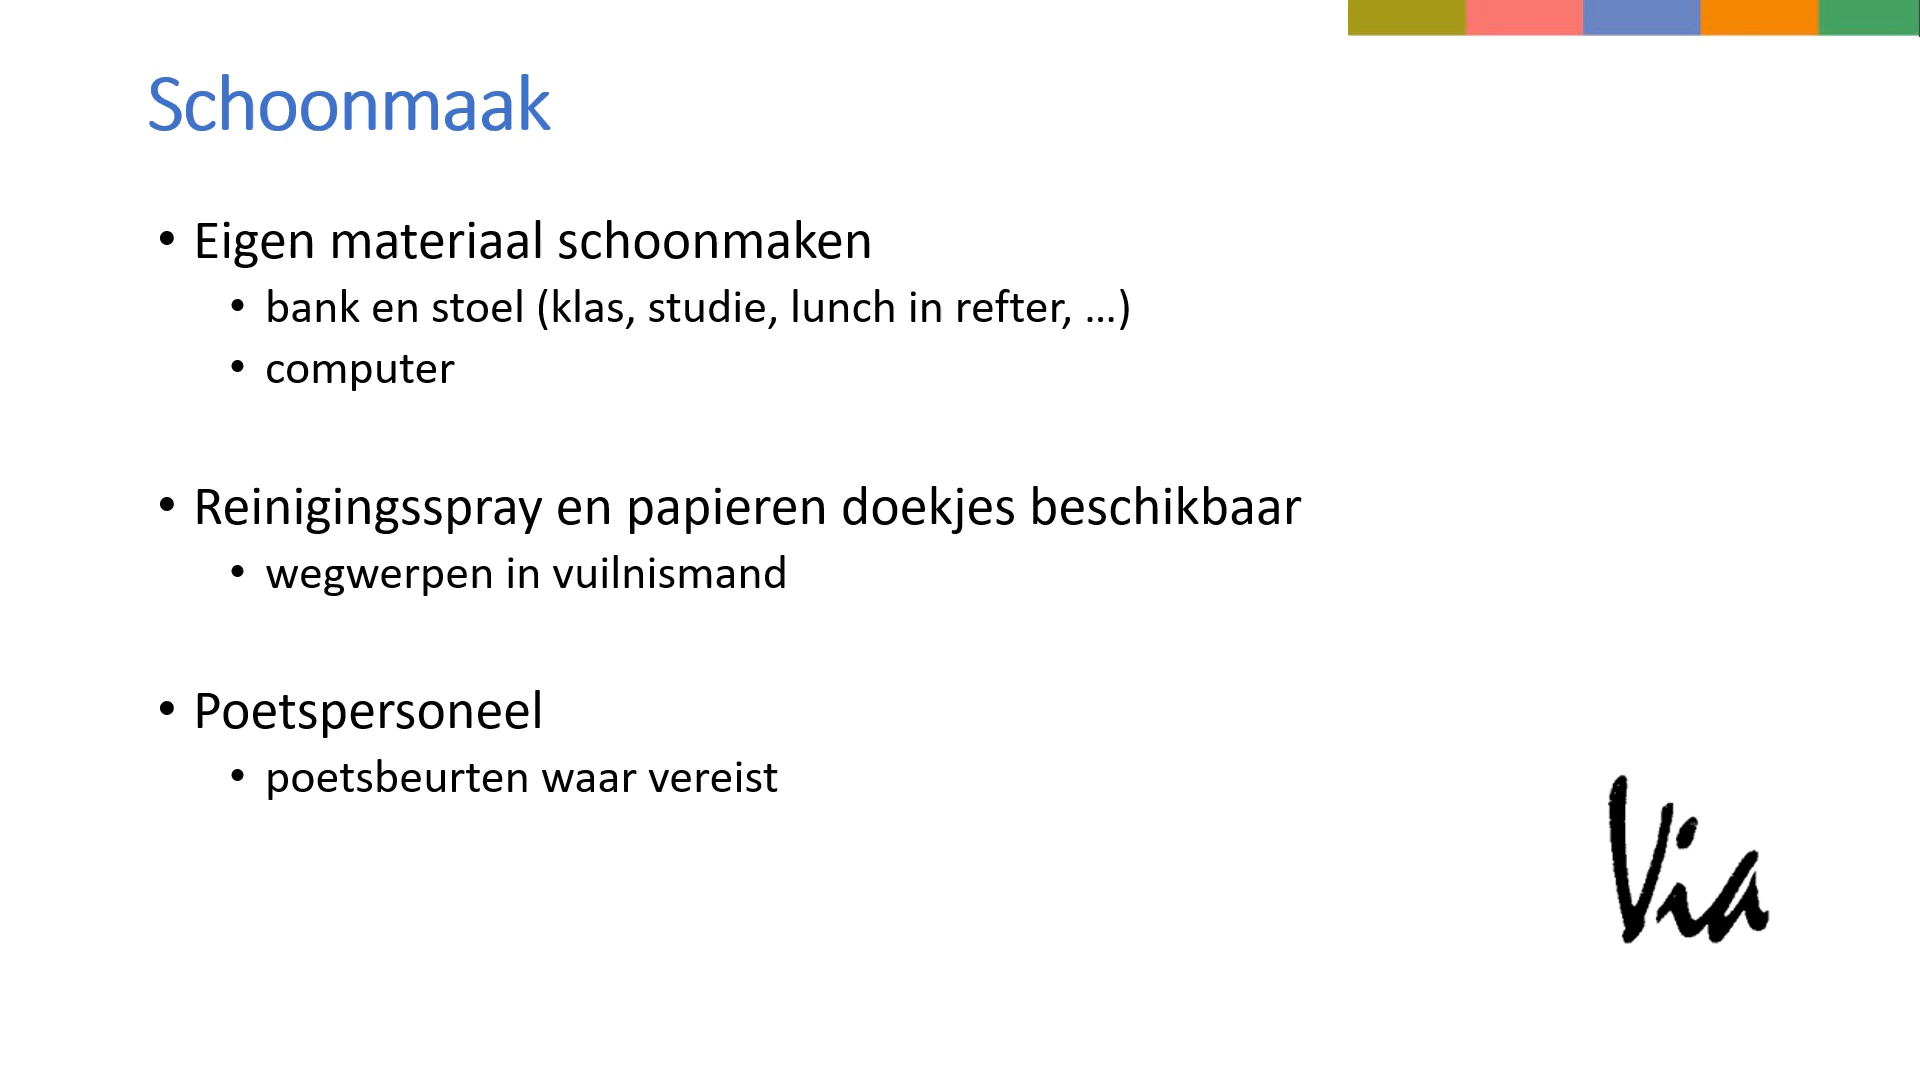 Schoonmaak
• Eigen materiaal schoonmaken
• bank en stoel (klas, studie, lunch in refter, ...)
• computer
• Reinigingsspray en papieren doekjes beschikbaar
• wegwerpen in vuilnismand
• Poetspersoneel
• poetsbeurten waar vereist
Via